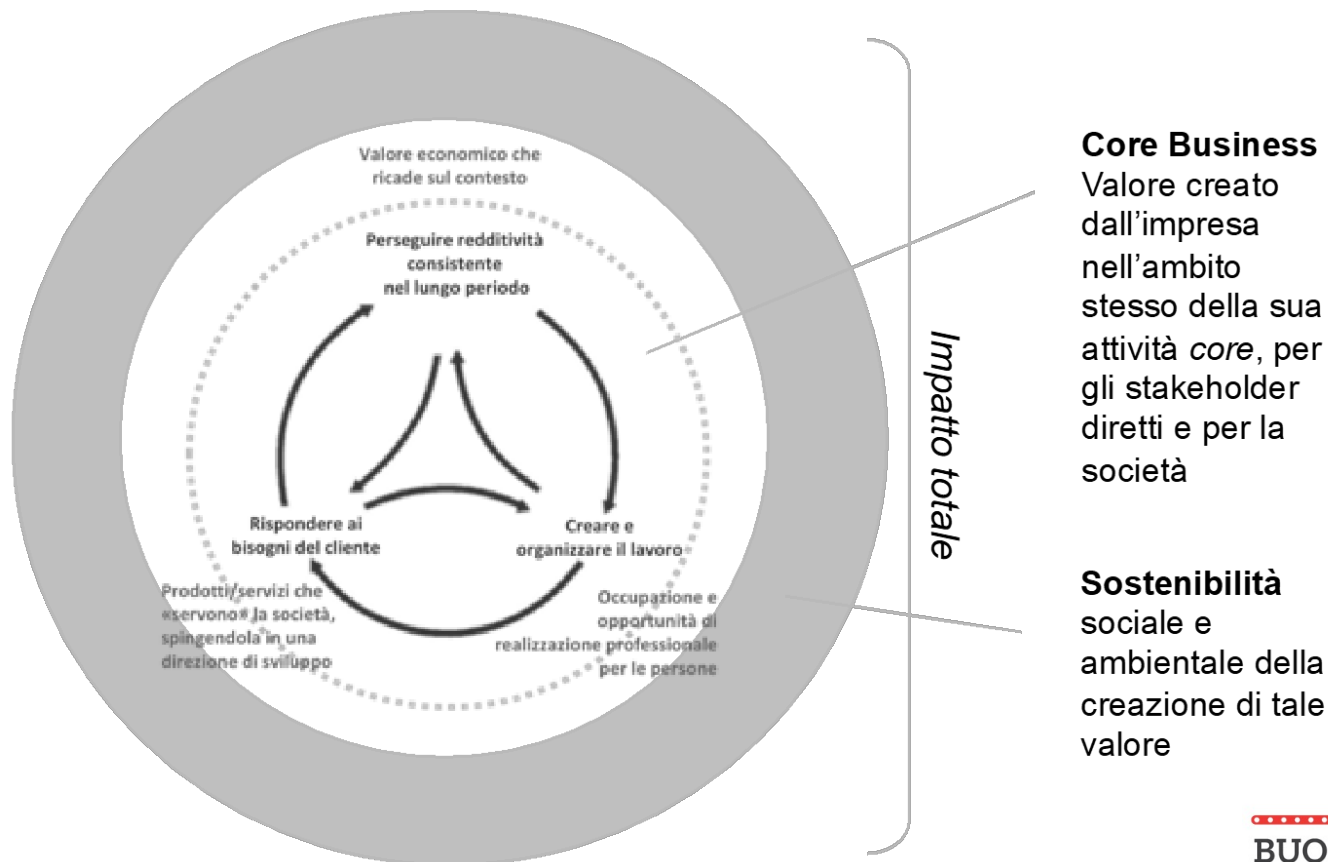 Valore economico che
ricade sul contesto
Perseguire redditività
consistente
nel lungo periodo
Rispondere ai
bisogni del cliente
Creare e
organizzare il lavoro
Prodotti/servizi che
«servono» la società,
spingendola in una
direzione di sviluppo
Occupazione e
opportunità di
realizzazione professionale
per le persone
Impatto totale
Core Business
Valore creato
dall’impresa
nell’ambito
stesso della sua
attività core, per
gli stakeholder
diretti e per la
società
Sostenibilità
sociale e
ambientale della
creazione di tale
valore
BUO